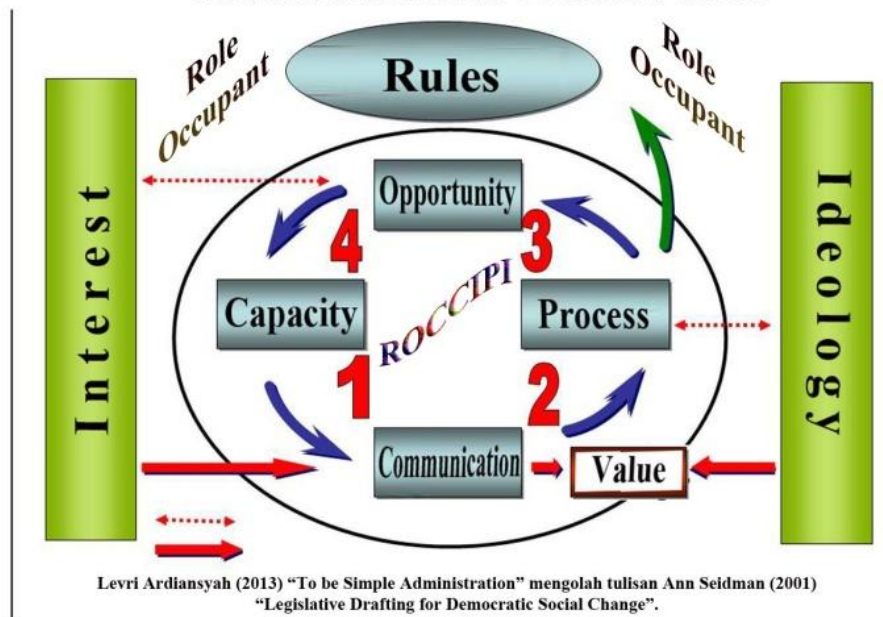 Role
Occupant
Rules
Role
Occupant
Interest
Opportunity
4
3
Capacity
ROCCIPI
Process
1
2
Communication
Value
Ideology
Levri Ardiansyah (2013) “To be Simple Administration” mengolah tulisan Ann Seidman (2001)
“Legislative Drafting for Democratic Social Change”.